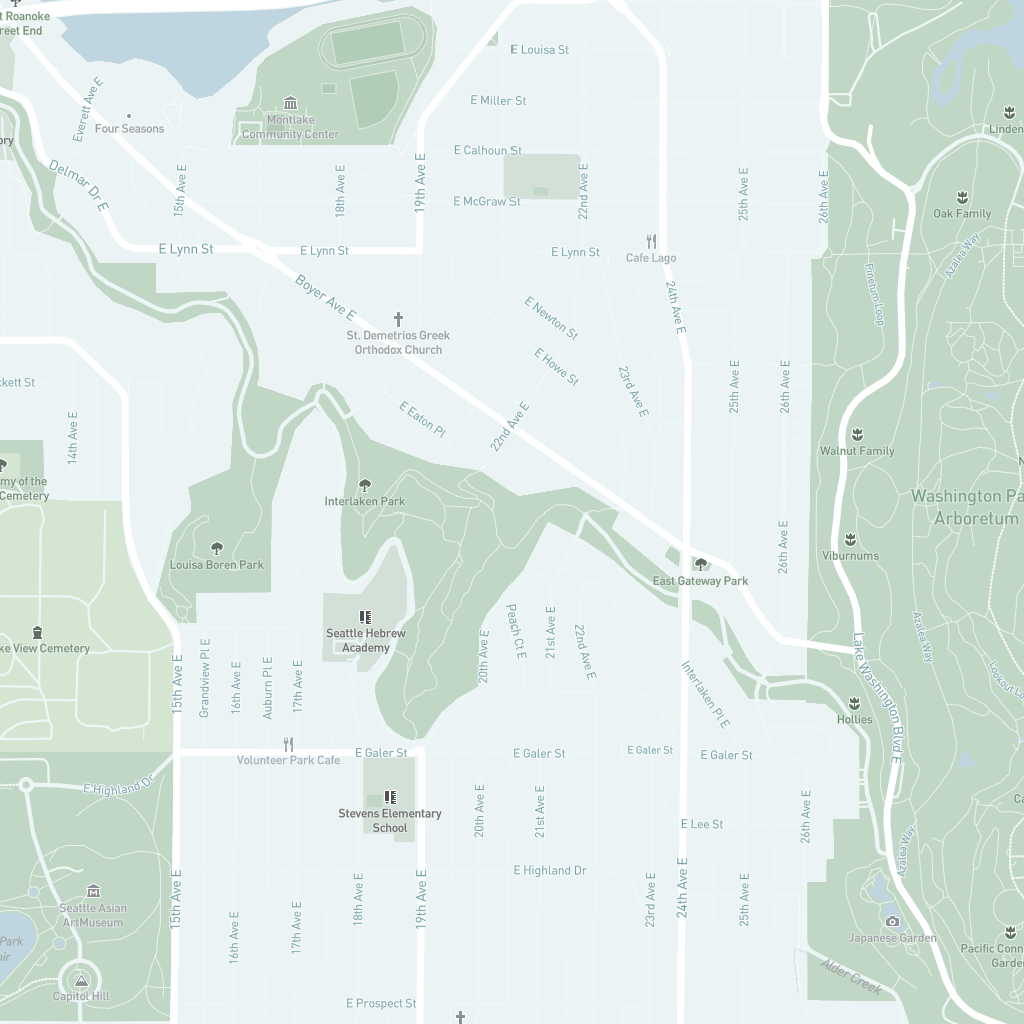 t Roanoke
reet End
E Louisa St
Everett Ave E
Four Seasons
Montlake
Community Center
E Miller St
Linden
ory
Delmar Dr E
15th Ave E
18th Ave E
19th Ave E
E Calhoun St
E McGraw St
22nd Ave E
25th Ave E
26th Ave E
Oak Family
Azalea Way
E Lynn St
E Lynn St
E Lynn St
Cafe Lago
Boyer Ave E
Pinetum Loop
E Newton St
24th Ave E
St. Demetrios Greek
Orthodox Church
ckett St
E Howe St
23rd Ave E
25th Ave E
26th Ave E
14th Ave E
E Eaton Pl
22nd Ave E
Walnut Family
my of the
Cemetery
Interlaken Park
Washington Pa
Arboretum
Louisa Boren Park
26th Ave E
Viburnums
East Gateway Park
ke View Cemetery
Seattle Hebrew
Academy
Peach Ct E
21st Ave E
22nd Ave E
20th Ave E
Azalea Way
Lake Washington Blvd E
Lookout Lo
15th Ave E
Grandview Pl E
16th Ave E
Auburn Pl E
17th Ave E
Interlaken Pl E
Hollies
E Galer St
E Galer St
E Galer St
E Galer St
Volunteer Park Cafe
E Highland Dr
Stevens Elementary
School
20th Ave E
21st Ave E
E Lee St
26th Ave E
Ca
Azalea Way
E Highland Dr
Seattle Asian
ArtMuseum
15th Ave E
16th Ave E
17th Ave E
18th Ave E
19th Ave E
23rd Ave E
24th Ave E
25th Ave E
Japanese Garden
Park
oir
Pacific Conn
Garden
Alder Creek
Capitol Hill
E Prospect St